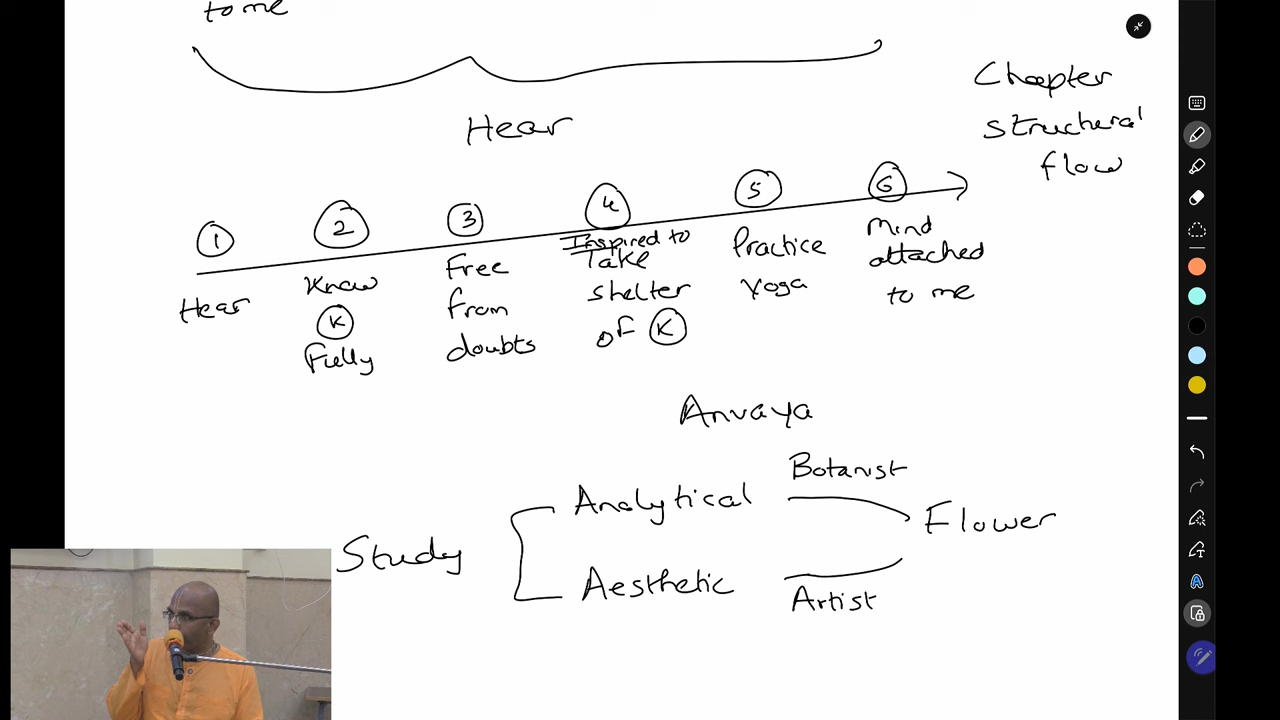 to me
Hear
Chapter
structural
flow
1 2 3 4 5 6
Hear
Know
K
Fully
Free
from
doubts
Inspired to
Take
shelter
of K
Practice
yoga
Mind
attached
to me
Anvaya
Study
Analytical
Aesthetic
Botanist
Artist
Flower